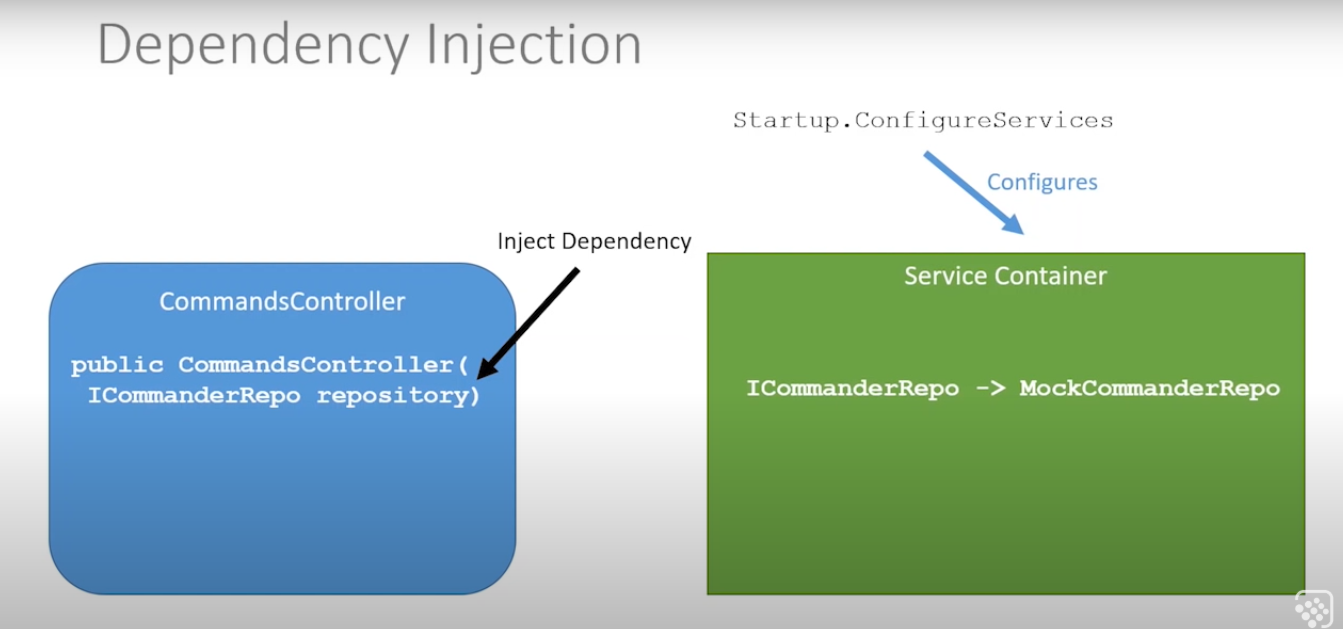 Dependency Injection
Startup.ConfigureServices
Configures
Inject Dependency
CommandsController
public CommandsController(
ICommanderRepo repository)
Service Container
ICommanderRepo -> MockCommanderRepo